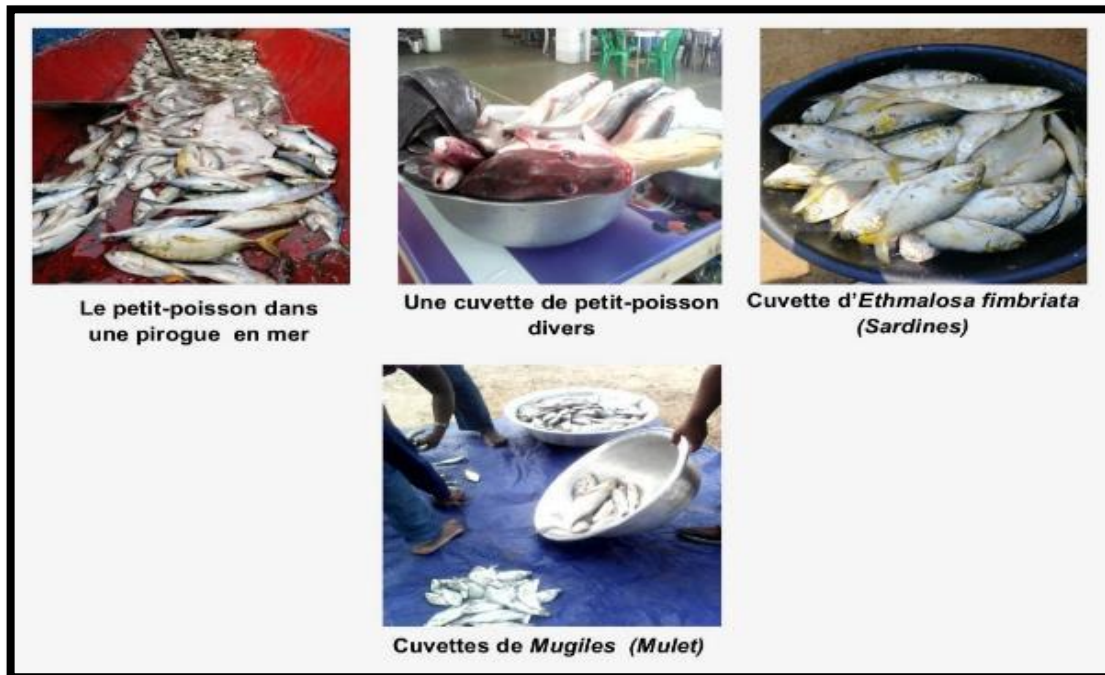 Le petit-poisson dans
une pirogue en mer
Une cuvette de petit-poisson
divers
Cuvette d'Ethmalosa fimbriata
(Sardines)
Cuvettes de Mugiles (Mulet)